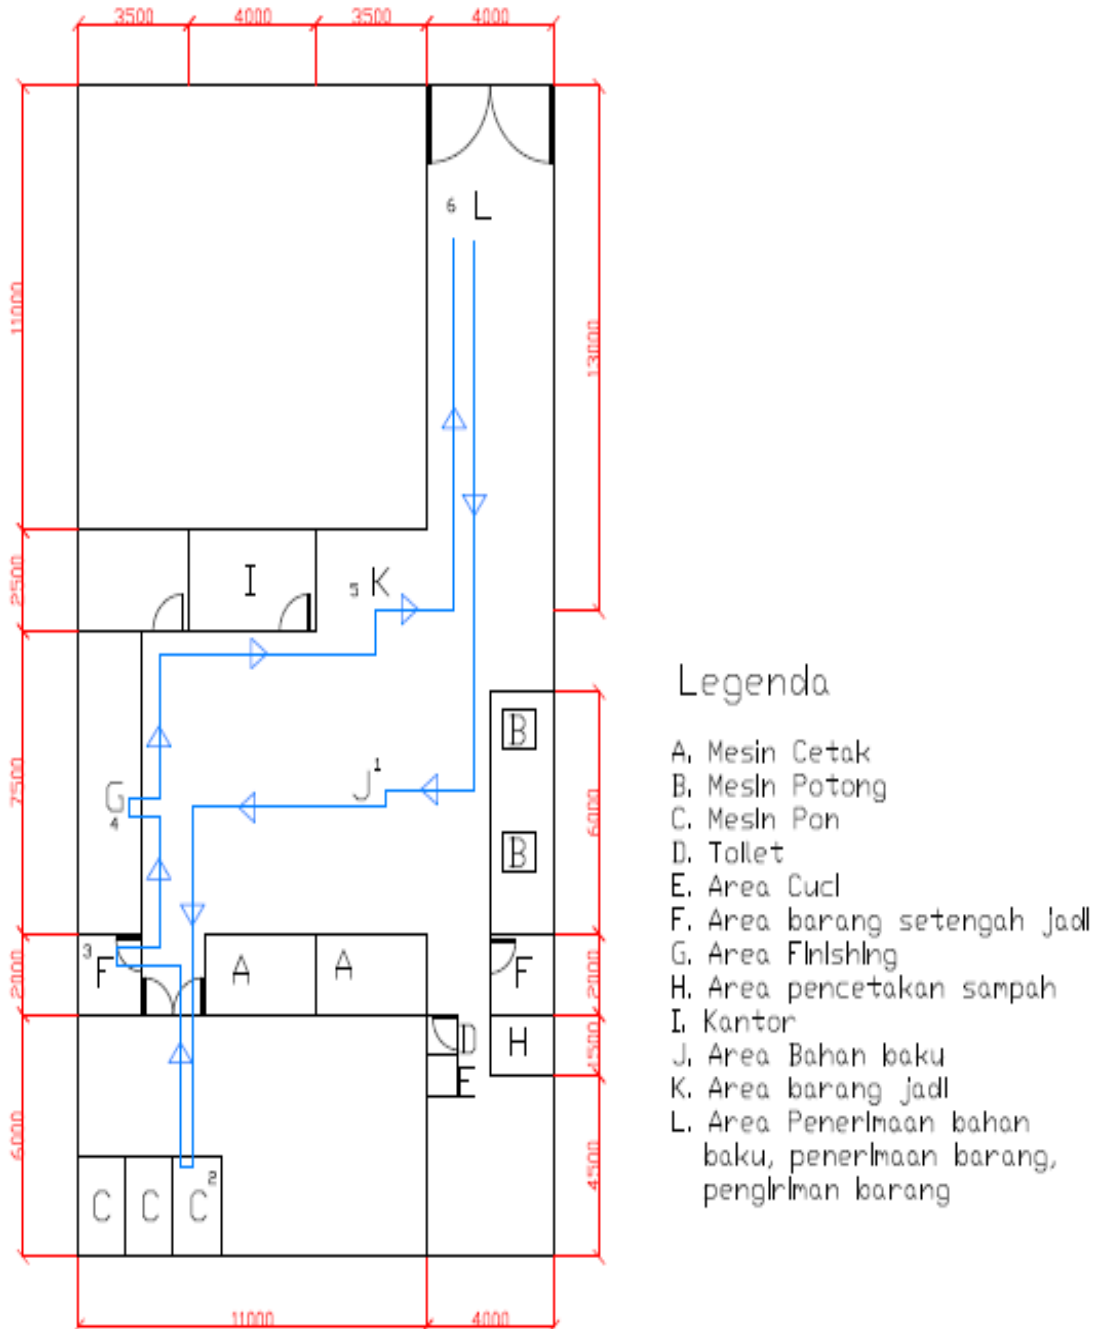 3500 4000 3500 4000
6 L
11000
13000
I
5 K
2500
B
J 1
G
4
7500
6000
B
3
F
A
A
F
2000
2000
D
H
1500
E
6000
4500
C C C 2
11000 4000
Legenda
A. Mesin Cetak
B. Mesin Potong
C. Mesin Pon
D. Toilet
E. Area Cuci
F. Area barang setengah jadi
G. Area Finishing
H. Area pencetakan sampah
I. Kantor
J. Area Bahan baku
K. Area barang jadi
L. Area Penerimaan bahan
baku, penerimaan barang,
pengiriman barang